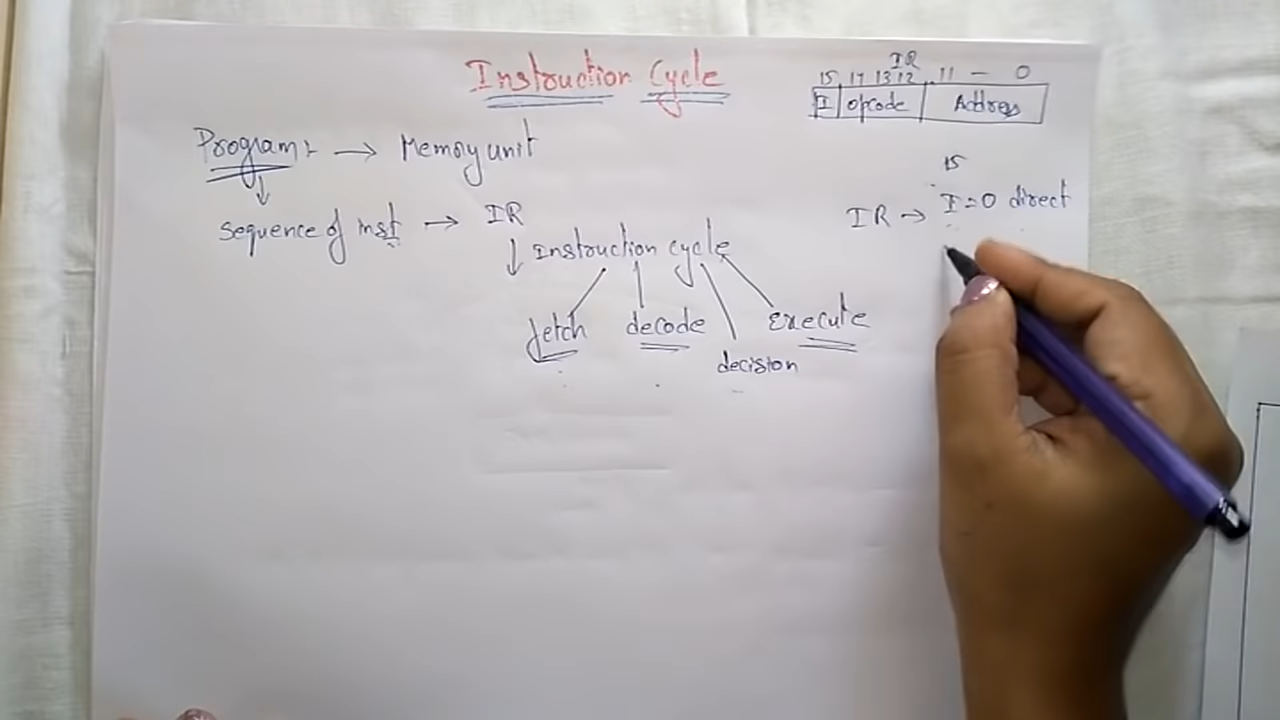 Instruction Cycle
IR
15 14 13 12 .. 11 — 0
I opcode Address
Program :- → Memory unit
↓
Sequence of inst → IR
15
IR → I=0 direct
↓ Instruction cycle
fetch decode Execute
decision